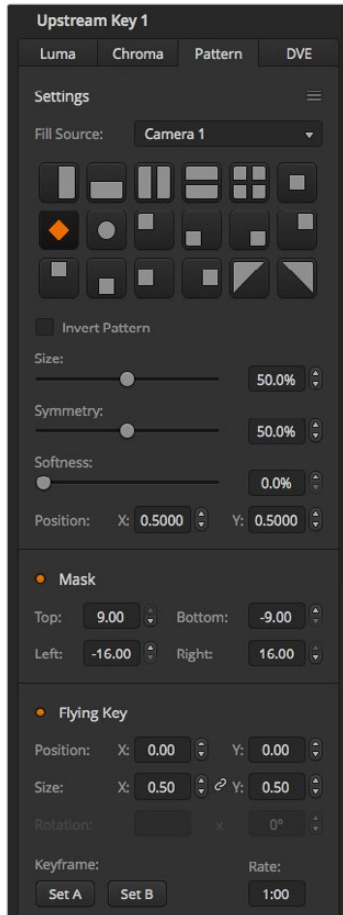 Upstream Key 1
Luma Chroma Pattern DVE
Settings
Fill Source: Camera 1
Invert Pattern
Size:
50.0%
Symmetry:
50.0%
Softness:
0.0%
Position: X: 0.5000 Y: 0.5000
Mask
Top: 9.00 Bottom: -9.00
Left: -16.00 Right: 16.00
Flying Key
Position: X: 0.00 Y: 0.00
Size: X: 0.50 Y: 0.50
Rotation: x 0°
Keyframe: Rate:
Set A Set B 1:00